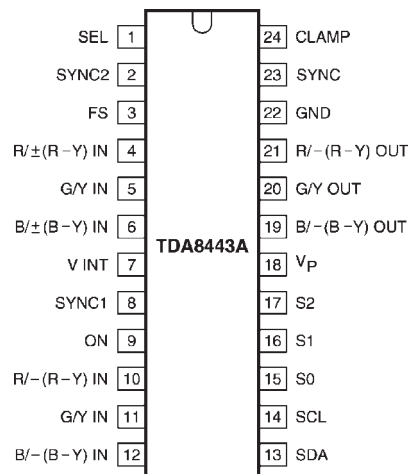 SEL 1 24 CLAMP
SYNC2 2 23 SYNC
FS 3 22 GND
R/±(R−Y) IN 4 21 R/−(R−Y) OUT
G/Y IN 5 20 G/Y OUT
B/±(B−Y) IN 6 19 B/−(B−Y) OUT
TDA8443A
V INT 7 18 VP
SYNC1 8 17 S2
ON 9 16 S1
R/−(R−Y) IN 10 15 S0
G/Y IN 11 14 SCL
B/−(B−Y) IN 12 13 SDA